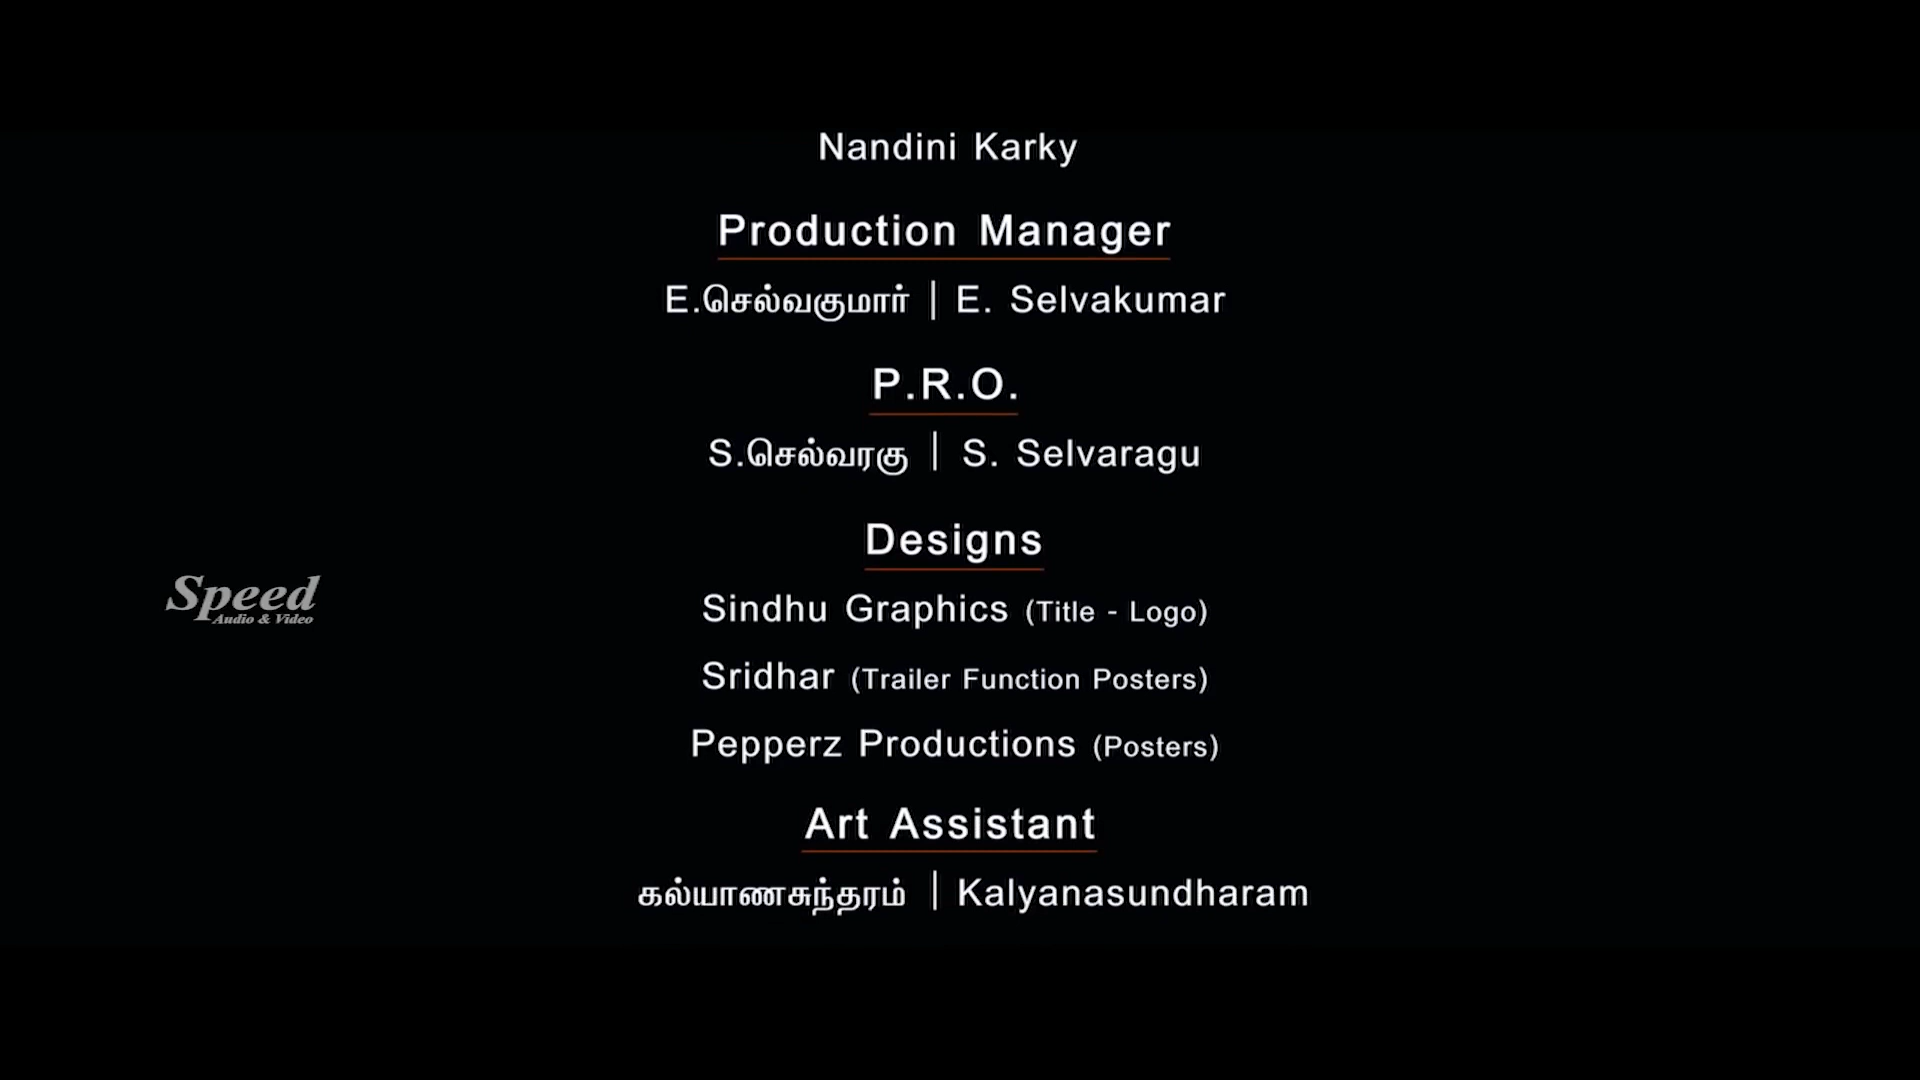 Nandini Karky
Production Manager
E.செல்வகுமார் | E. Selvakumar
P.R.O.
S.செல்வரகு | S. Selvaragu
Designs
Sindhu Graphics (Title - Logo)
Speed
Audio & Video
Sridhar (Trailer Function Posters)
Pepperz Productions (Posters)
Art Assistant
கல்யாணசுந்தரம் | Kalyanasundharam